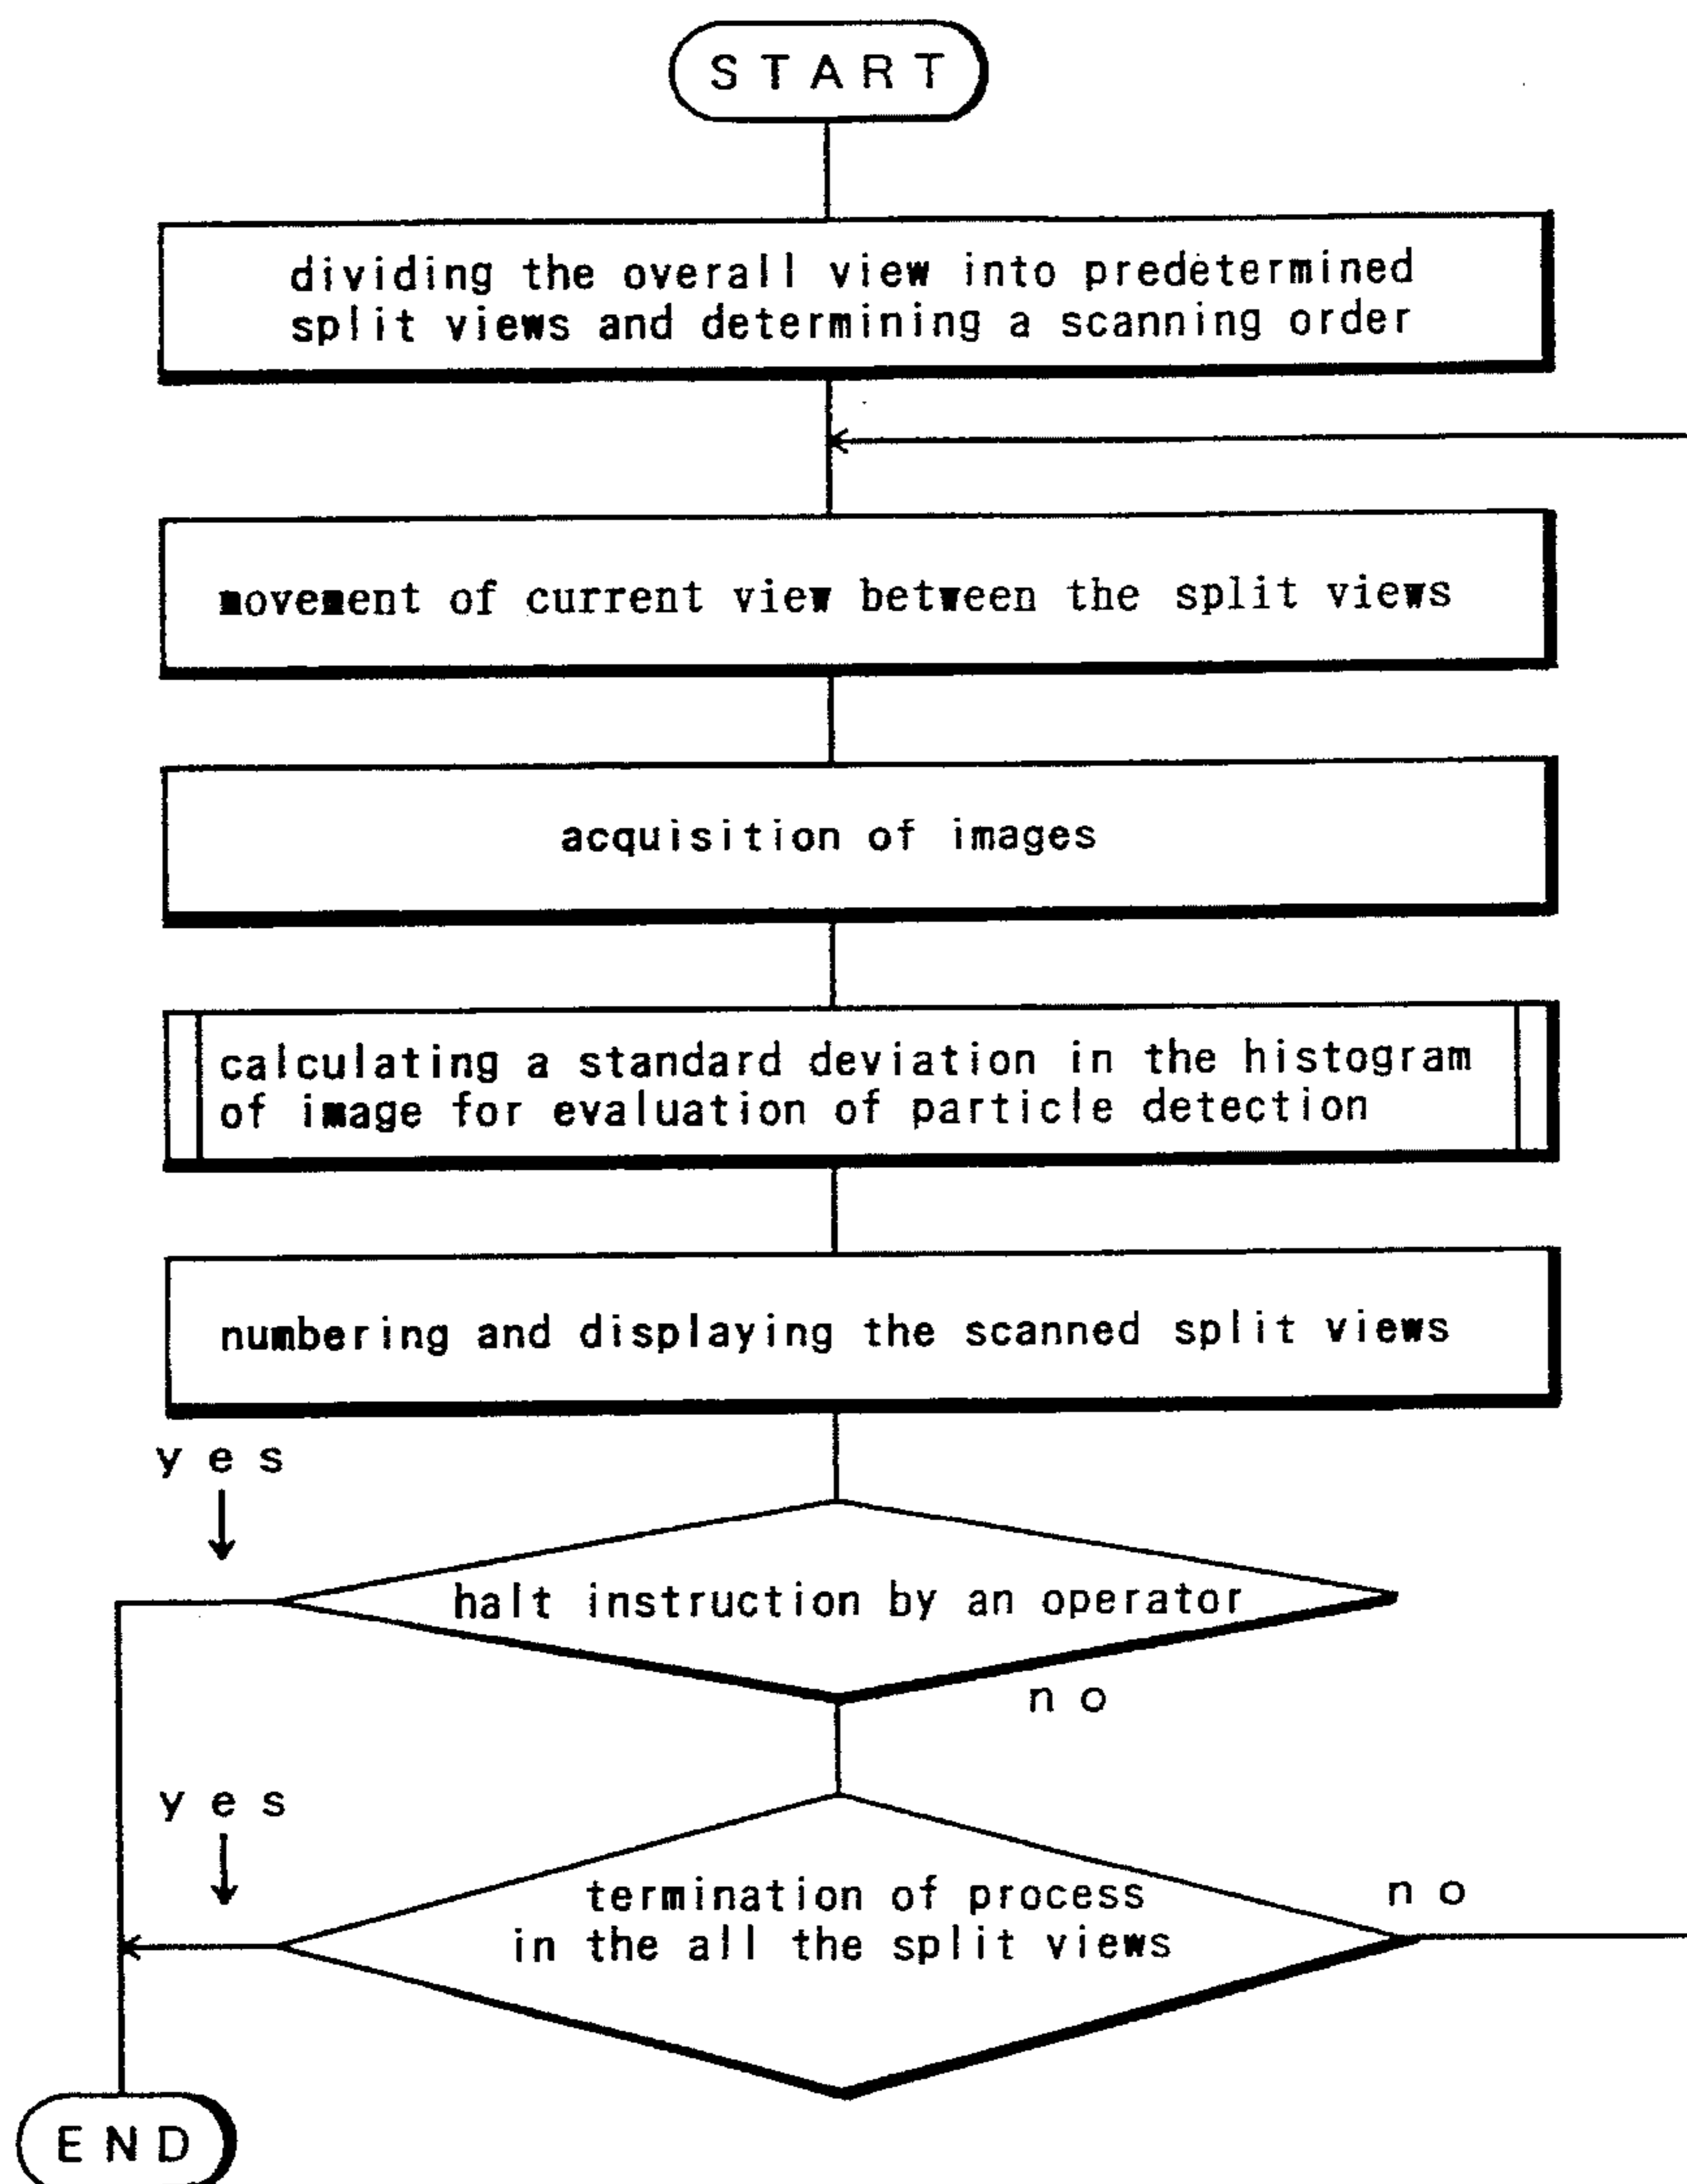 START
dividing the overall view into predetermined
split views and determining a scanning order
movement of current view between the split views
acquisition of images
calculating a standard deviation in the histogram
of image for evaluation of particle detection
numbering and displaying the scanned split views
yes
halt instruction by an operator
no
yes
termination of process
in the all the split views
no
END